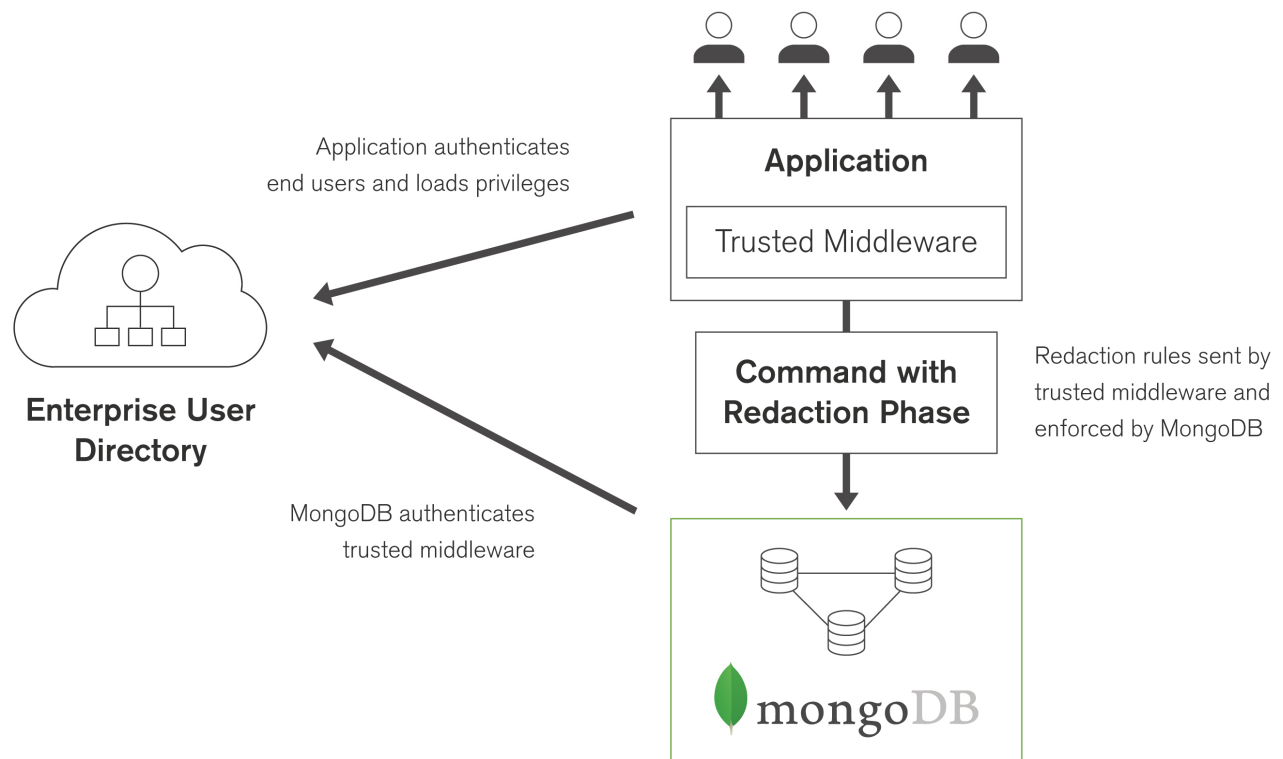 Application authenticates
end users and loads privileges
Application
Trusted Middleware
Command with
Redaction Phase
Redaction rules sent by
trusted middleware and
enforced by MongoDB
Enterprise User
Directory
MongoDB authenticates
trusted middleware
mongoDB